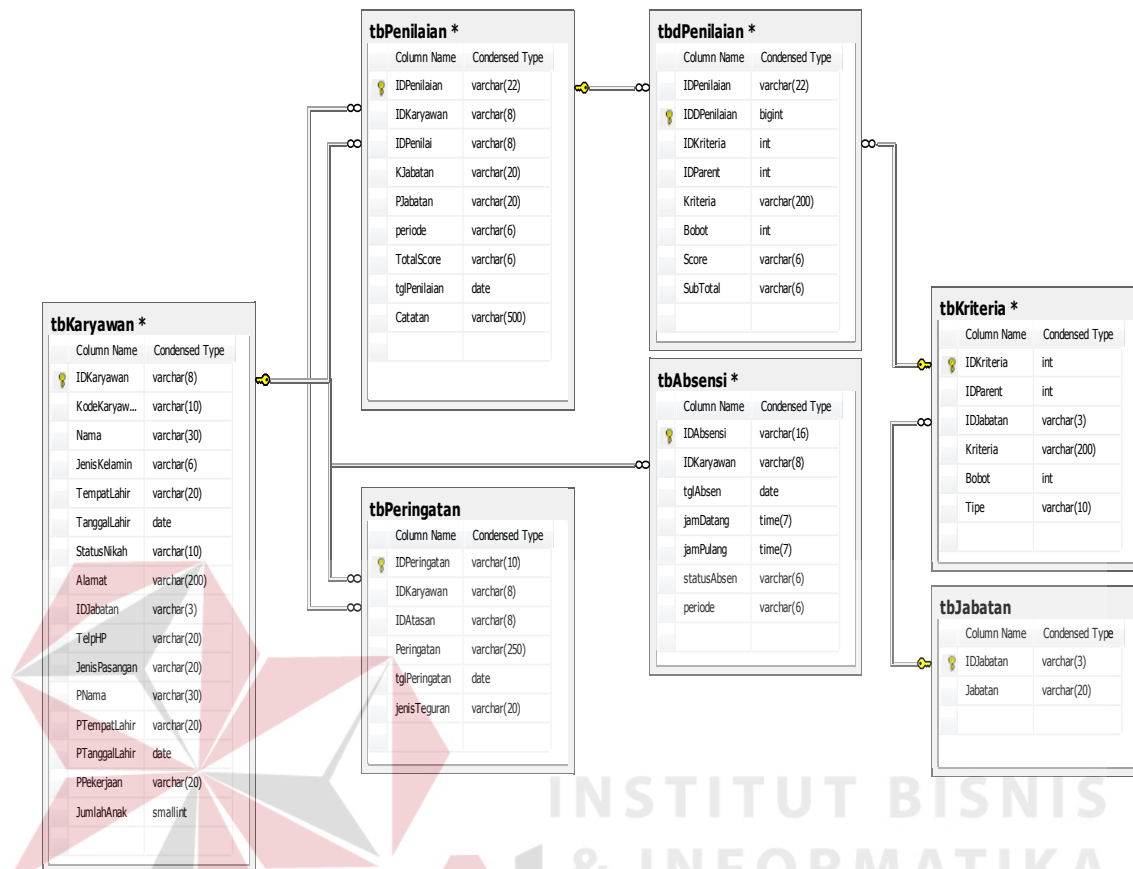 tbPenilaian *
Column Name Condensed Type
IDPenilaian varchar(22)
IDKaryawan varchar(8)
IDPenilai varchar(8)
KJabatan varchar(20)
PJabatan varchar(20)
periode varchar(6)
TotalScore varchar(6)
tglPenilaian date
Catatan varchar(500)
tbdPenilaian *
Column Name Condensed Type
IDPenilaian varchar(22)
IDDPenilaian bigint
IDKriteria int
IDParent int
Kriteria varchar(200)
Bobot int
Score varchar(6)
SubTotal varchar(6)
tbKaryawan *
Column Name Condensed Type
IDKaryawan varchar(8)
KodeKaryaw... varchar(10)
Nama varchar(30)
JenisKelamin varchar(6)
TempatLahir varchar(20)
TanggalLahir date
StatusNikah varchar(10)
Alamat varchar(200)
IDJabatan varchar(3)
TelpHP varchar(20)
JenisPasangan varchar(20)
PNama varchar(30)
PTempatLahir varchar(20)
PTanggalLahir date
PPekerjaan varchar(20)
JumlahAnak smallint
tbPeringatan
Column Name Condensed Type
IDPeringatan varchar(10)
IDKaryawan varchar(8)
IDAtasan varchar(8)
Peringatan varchar(250)
tglPeringatan date
jenisTeguran varchar(20)
tbAbsensi *
Column Name Condensed Type
IDAbsensi varchar(16)
IDKaryawan varchar(8)
tglAbsen date
jamDatang time(7)
jamPulang time(7)
statusAbsen varchar(6)
periode varchar(6)
tbKriteria *
Column Name Condensed Type
IDKriteria int
IDParent int
IDJabatan varchar(3)
Kriteria varchar(200)
Bobot int
Tipe varchar(10)
tbJabatan
Column Name Condensed Type
IDJabatan varchar(3)
Jabatan varchar(20)
INSTITUT BISNIS
& INFORMATIKA